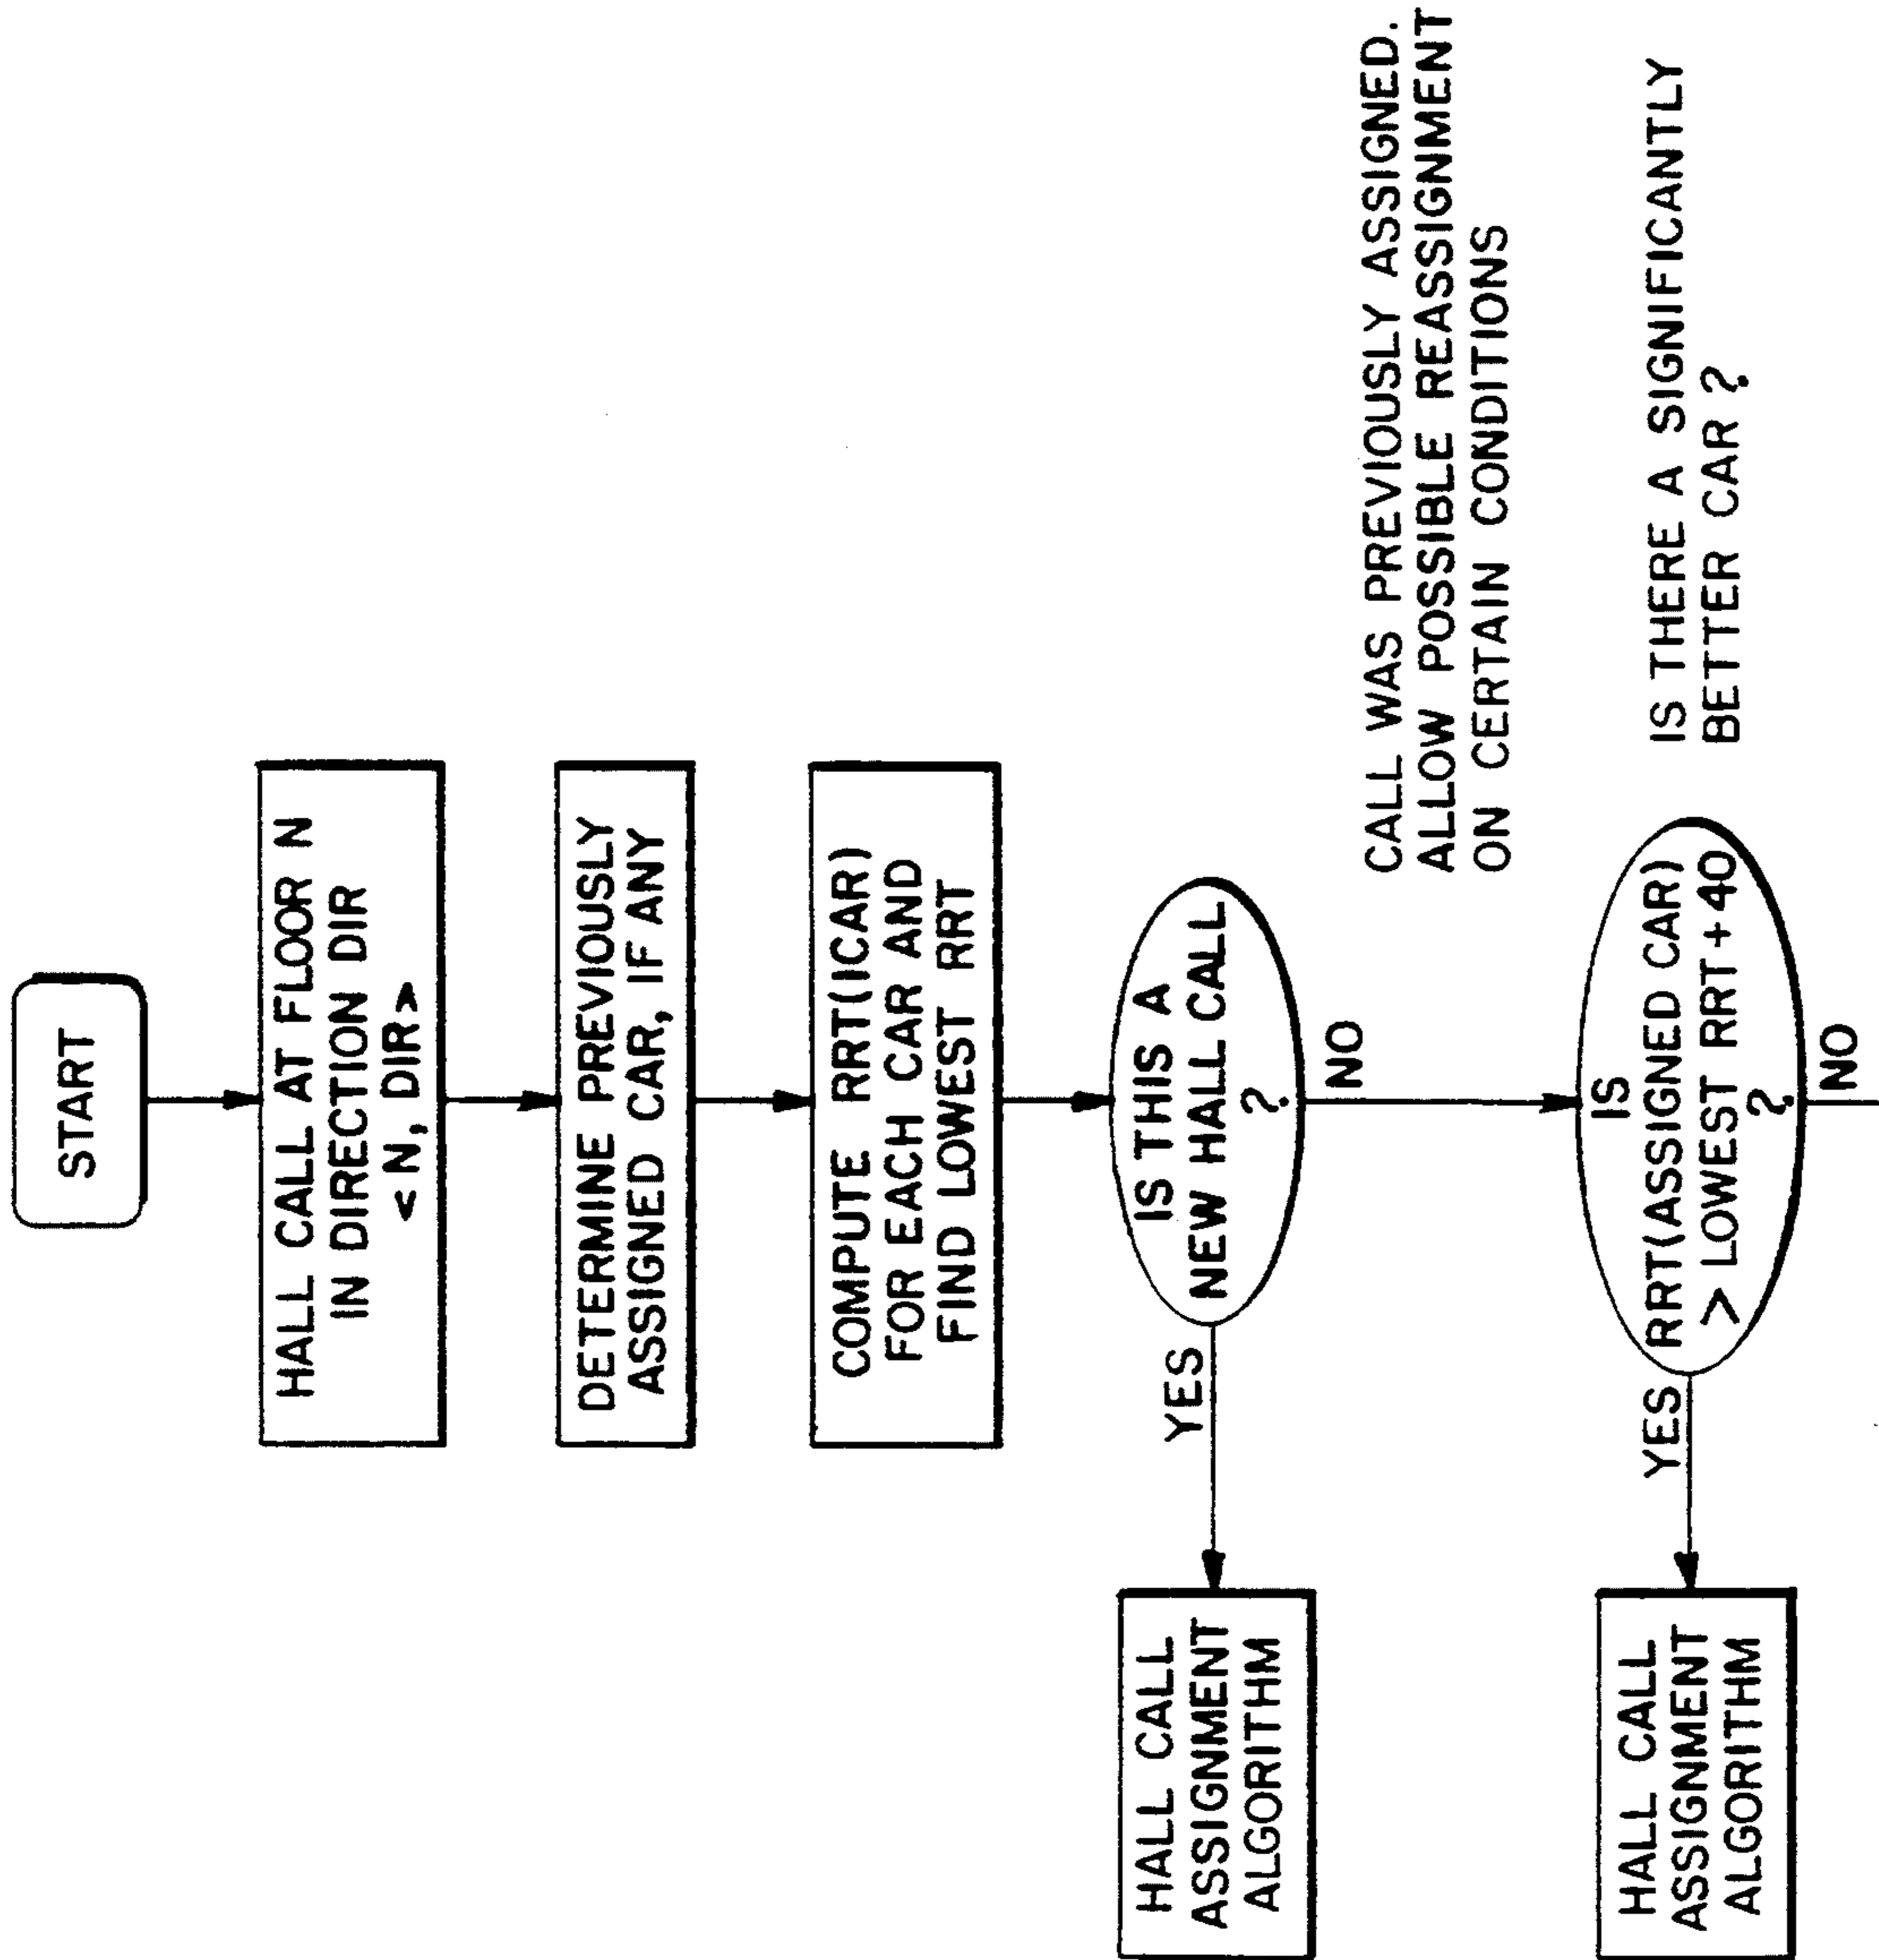 START
HALL CALL AT FLOOR N
IN DIRECTION DIR
< N, DIR >
DETERMINE PREVIOUSLY
ASSIGNED CAR, IF ANY
COMPUTE RRT(ICAR)
FOR EACH CAR AND
FIND LOWEST RRT
IS THIS A
NEW HALL CALL
?
YES
HALL CALL
ASSIGNMENT
ALGORITHM
NO
CALL WAS PREVIOUSLY ASSIGNED.
ALLOW POSSIBLE REASSIGNMENT
ON CERTAIN CONDITIONS
IS
RRT(ASSIGNED CAR)
> LOWEST RRT+40
?
IS THERE A SIGNIFICANTLY
BETTER CAR ?
YES
HALL CALL
ASSIGNMENT
ALGORITHM
NO